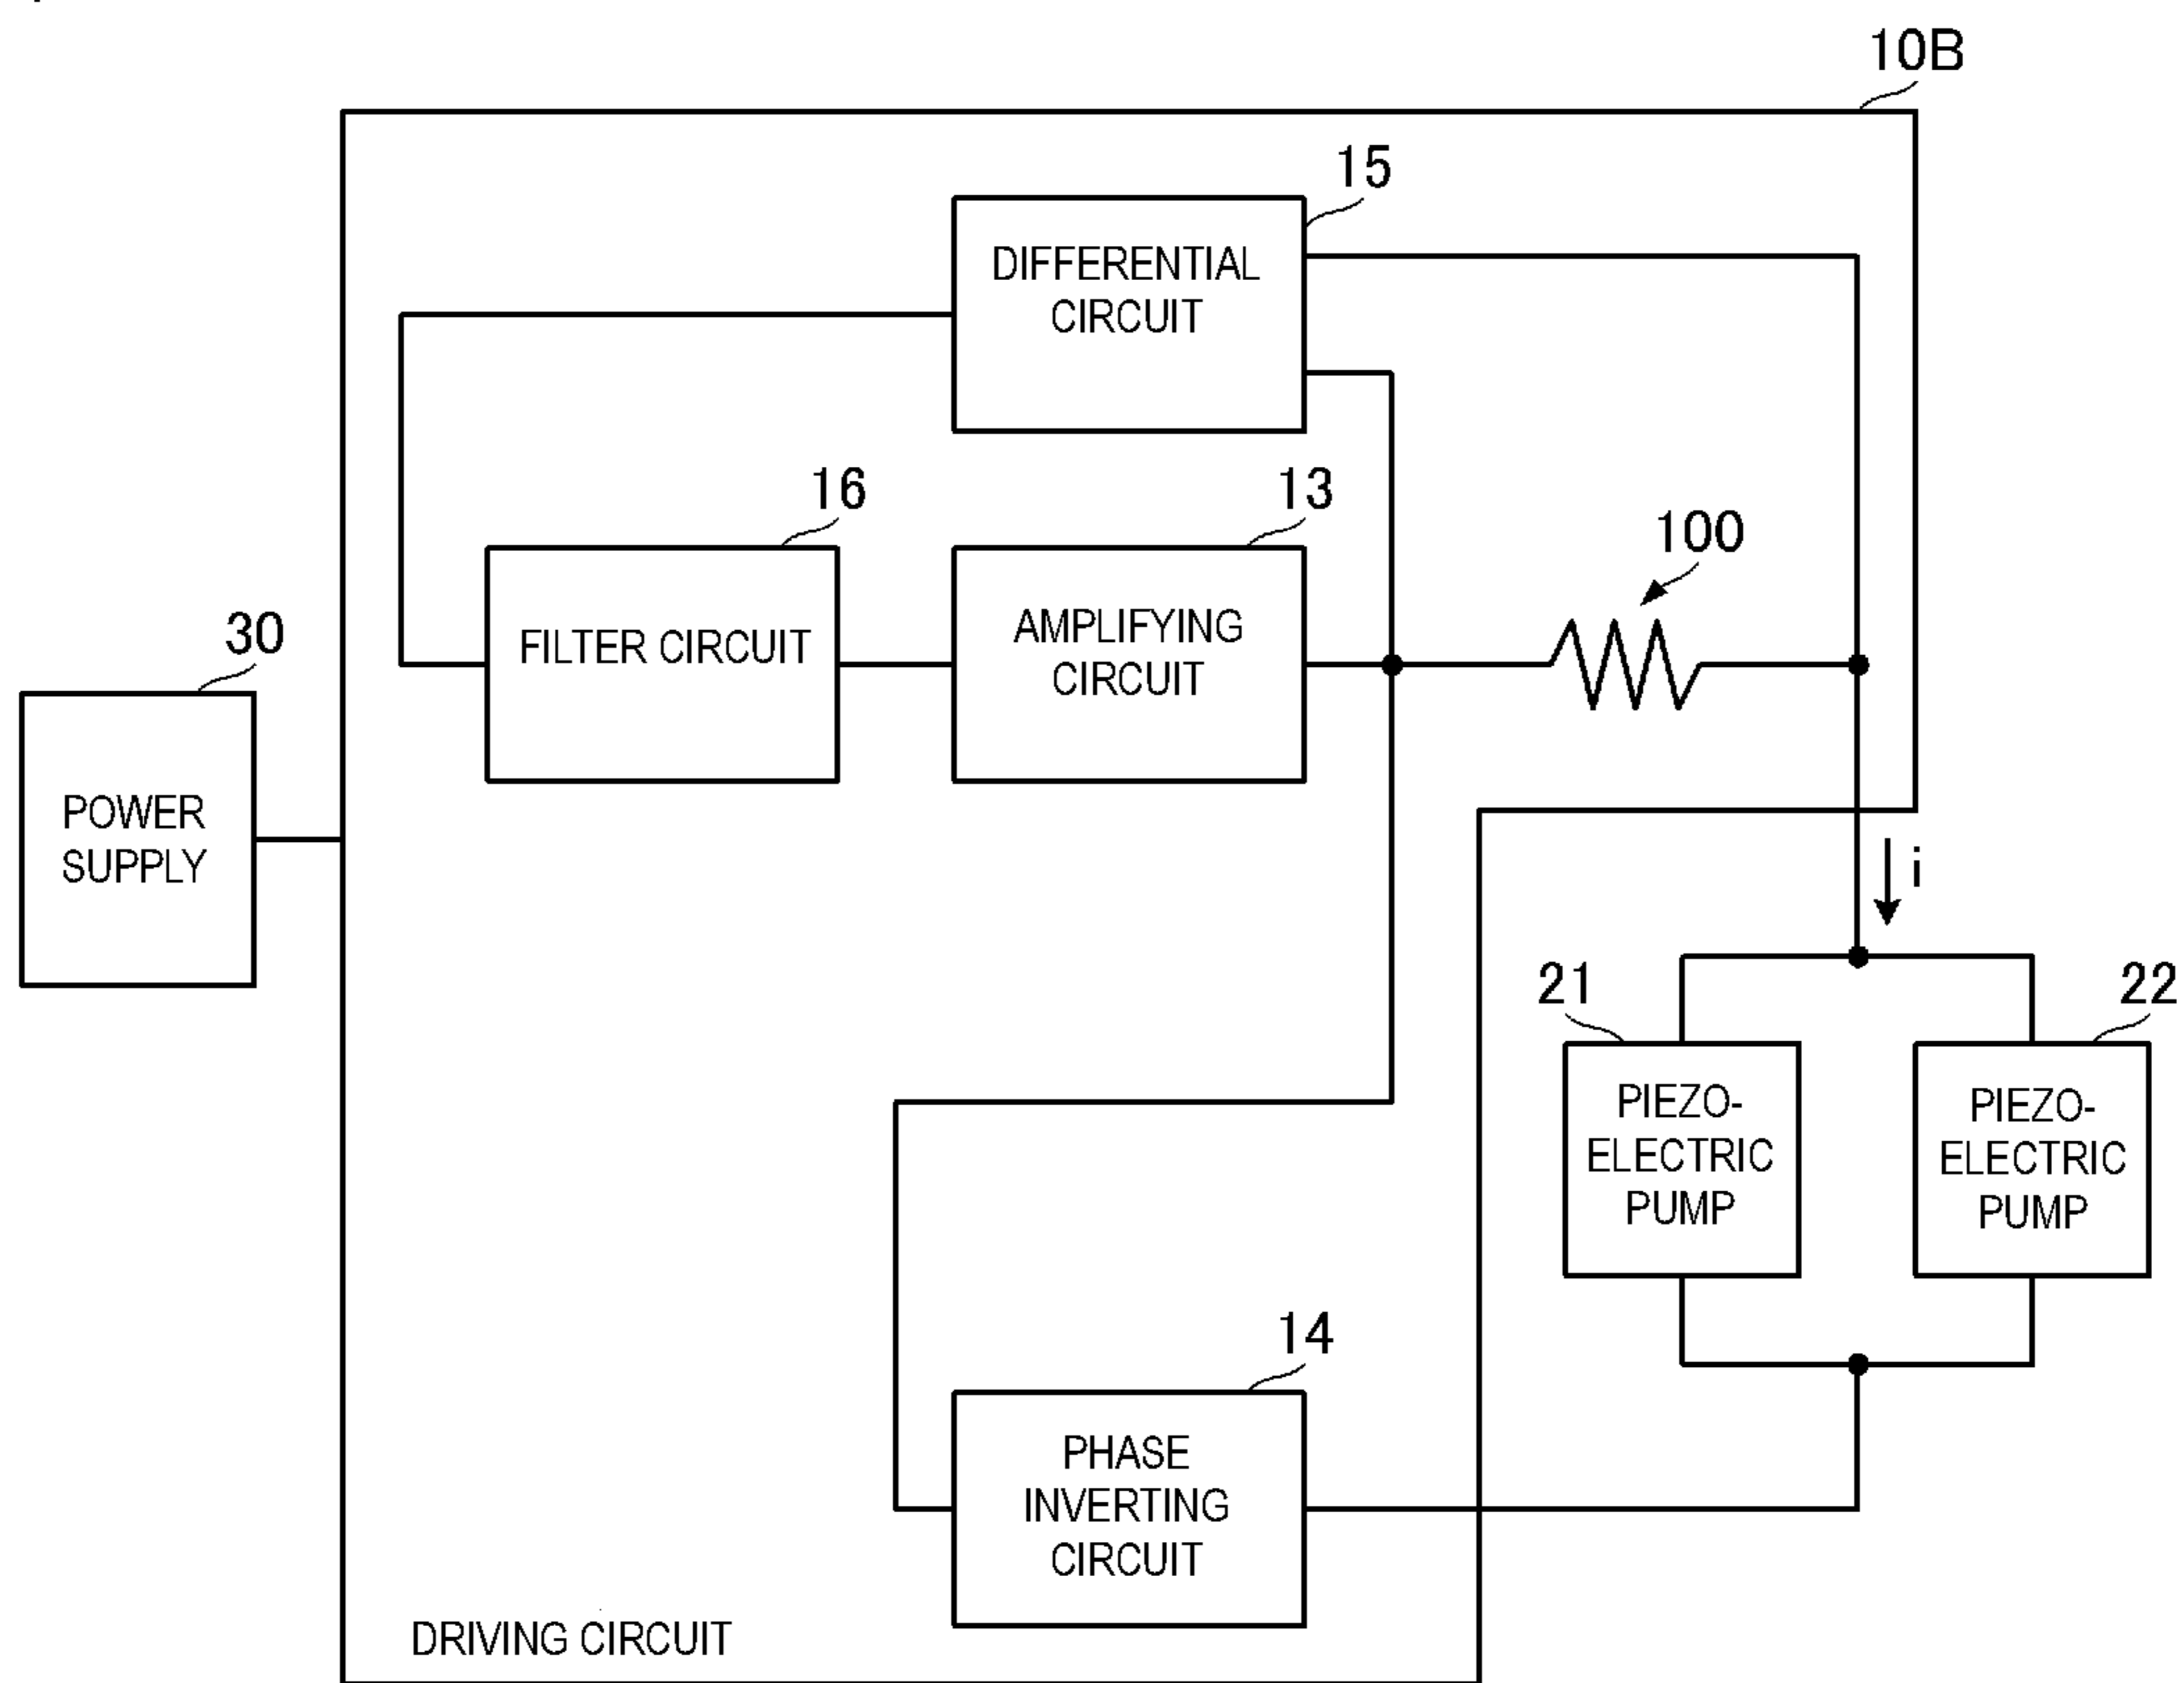 10B
15
DIFFERENTIAL
CIRCUIT
16
13
100
FILTER CIRCUIT
AMPLIFYING
CIRCUIT
30
POWER
SUPPLY
i
21
22
PIEZO-
ELECTRIC
PUMP
PIEZO-
ELECTRIC
PUMP
14
PHASE
INVERTING
CIRCUIT
DRIVING CIRCUIT